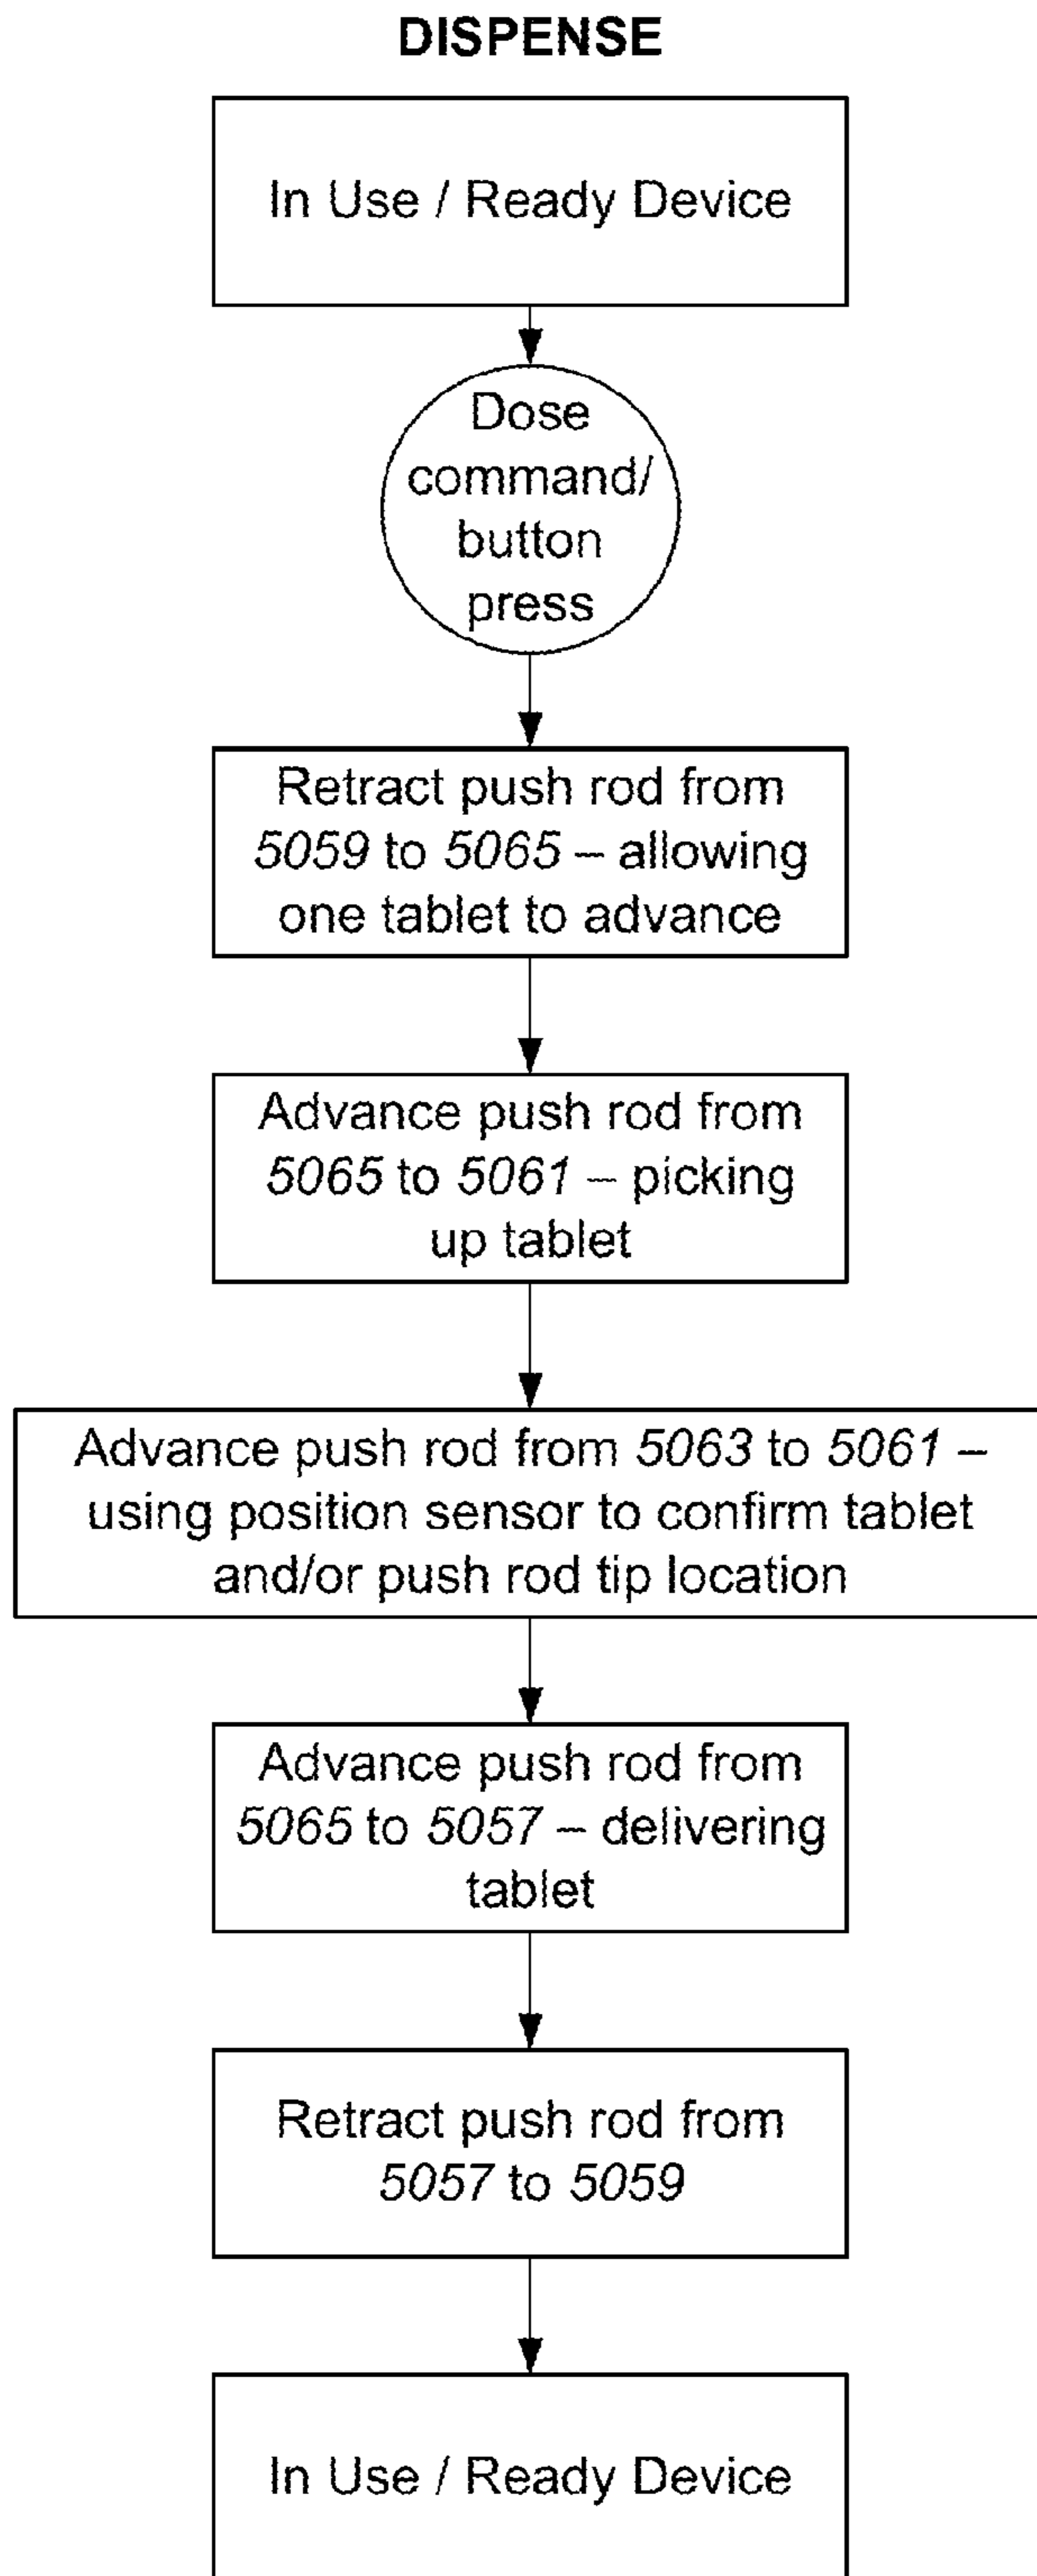 DISPENSE
In Use / Ready Device
Dose
command/
button
press
Retract push rod from
5059 to 5065 – allowing
one tablet to advance
Advance push rod from
5065 to 5061 – picking
up tablet
Advance push rod from 5063 to 5061 –
using position sensor to confirm tablet
and/or push rod tip location
Advance push rod from
5065 to 5057 – delivering
tablet
Retract push rod from
5057 to 5059
In Use / Ready Device